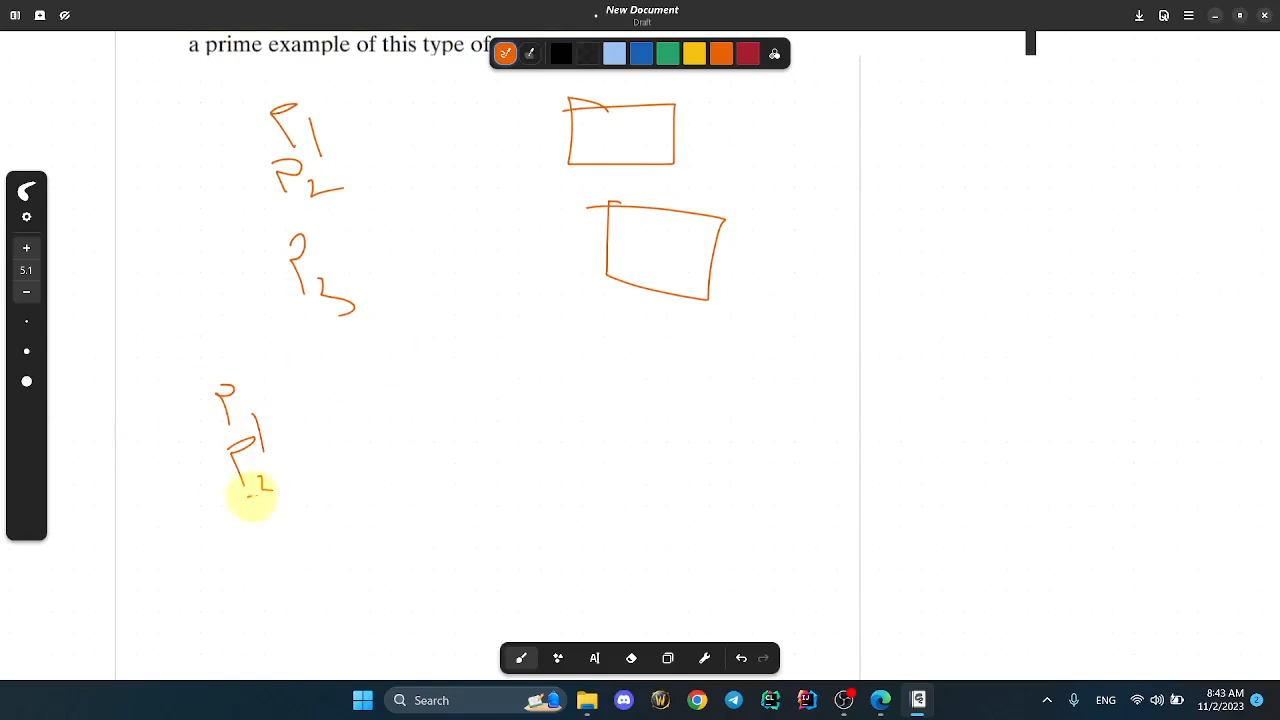 New Document
Draft
a prime example of this type of
P1
P2
P3
5.1
P1
P2
Search
ENG
8:43 AM
11/2/2023
2